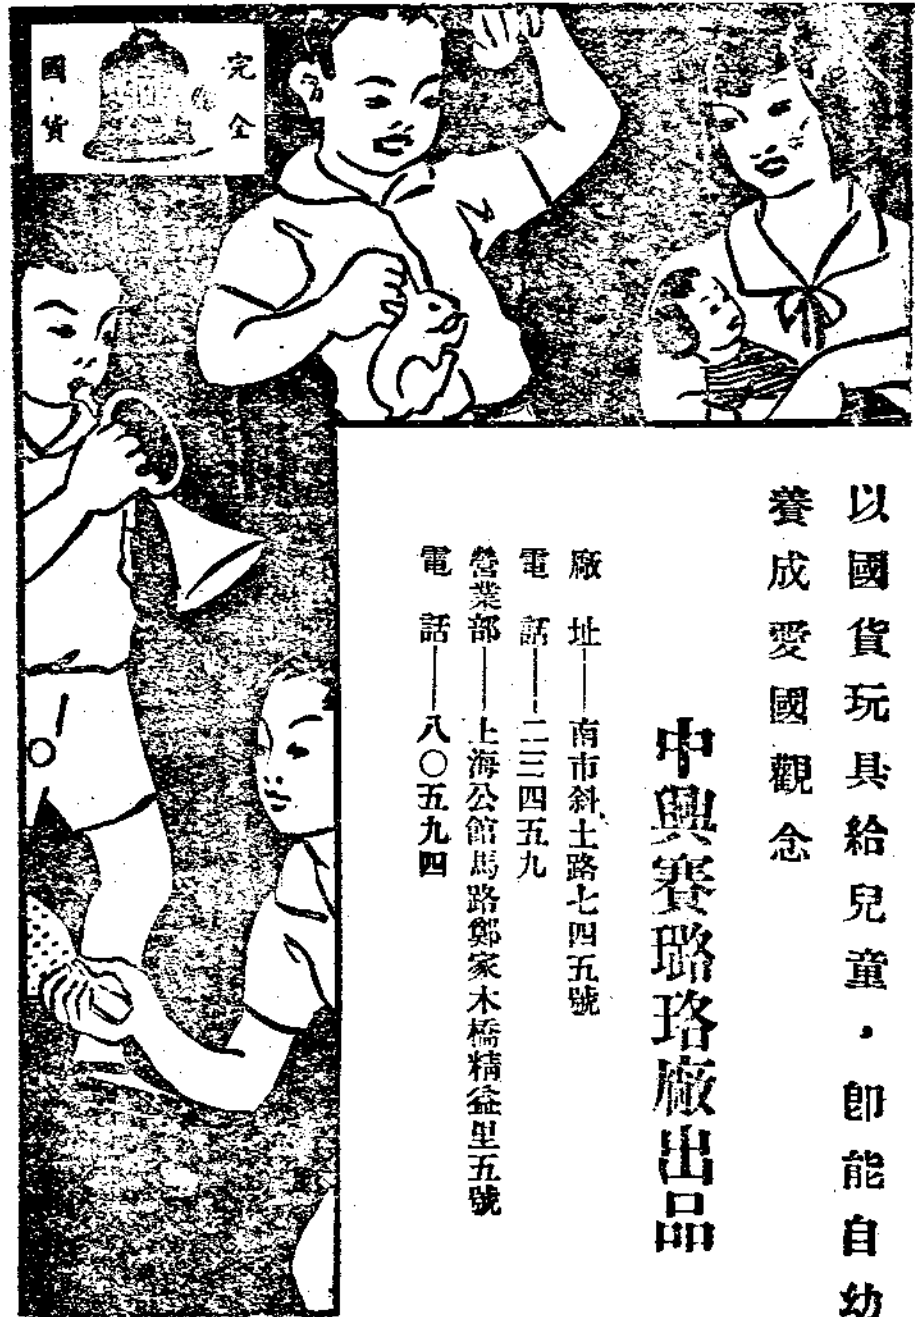 完全
國貨
以國貨玩具給兒童，即能自幼
養成愛國觀念
中興賽璐珞廠出品
廠 址——南市斜土路七四五號
電 話——二三四五九
營業部——上海公館馬路鄭家木橋精益里五號
電 話——八〇五九四